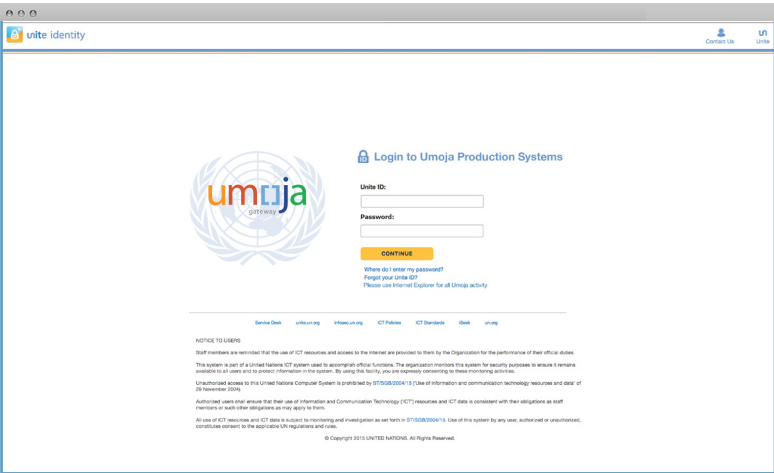 unite identity
Contact Us
un
Unite
Login to Umoja Production Systems
umoja
gateway
Unite ID:
Password:
CONTINUE
Where do I enter my password?
Forgot your Unite ID?
Please use Internet Explorer for all Umoja activity
Service Desk unite.un.org infosec.un.org ICT Policies ICT Standards iSeek un.org
NOTICE TO USERS
Staff members are reminded that the use of ICT resources and access to the internet are provided to them by the Organization for the performance of their official duties.
This system is part of a United Nations ICT system used to accomplish official functions. The organization monitors this system for security purposes to ensure it remains
available to all users and to protect information in the system. By using this facility, you are expressly consenting to these monitoring activities.
Unauthorized access to this United Nations Computer System is prohibited by ST/SGB/2004/15 ("Use of information and communication technology resources and data" of
29 November 2004).
Authorized users shall ensure that their use of Information and Communication Technology ("ICT") resources and ICT data is consistent with their obligations as staff
members or such other obligations as may apply to them.
All use of ICT resources and ICT data is subject to monitoring and investigation as set forth in ST/SGB/2004/15. Use of this system by any user, authorized or unauthorized,
constitutes consent to the applicable UN regulations and rules.
© Copyright 2015 UNITED NATIONS. All Rights Reserved.